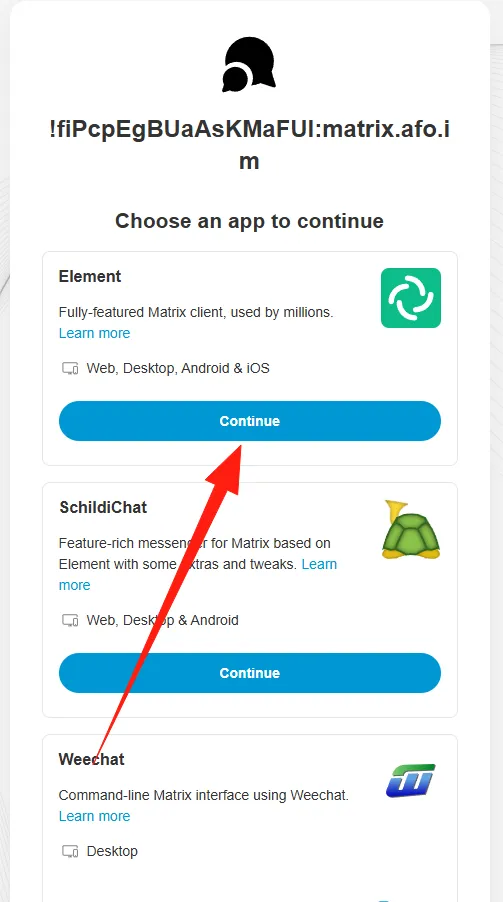 !fiPcpEgBUaAsKMaFUI:matrix.afo.i
m
Choose an app to continue
Element
Fully-featured Matrix client, used by millions.
Learn more
Web, Desktop, Android & iOS
Continue
SchildiChat
Feature-rich messenger for Matrix based on
Element with some extras and tweaks. Learn
more
Web, Desktop & Android
Continue
Weechat
Command-line Matrix interface using Weechat.
Learn more
Desktop